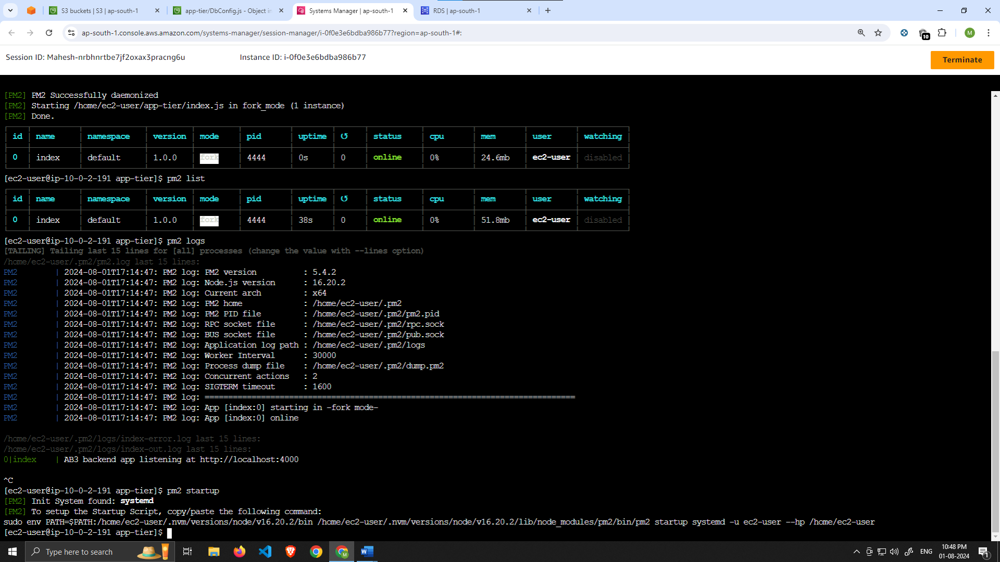 S3 buckets | S3 | ap-south-1
app-tier/DbConfig.js - Object in
Systems Manager | ap-south-1
RDS | ap-south-1
ap-south-1.console.aws.amazon.com/systems-manager/session-manager/i-0f0e3e6bdba986b77?region=ap-south-1#:
10
M
Session ID: Mahesh-nrbhnrtbe7jf2oxax3pracng6u Instance ID: i-0f0e3e6bdba986b77
Terminate
[PM2] PM2 Successfully daemonized
[PM2] Starting /home/ec2-user/app-tier/index.js in fork_mode (1 instance)
[PM2] Done.
id name namespace version mode pid uptime ↺ status cpu mem user watching
0 index default 1.0.0 fork 4444 0s 0 online 0% 24.6mb ec2-user disabled
[ec2-user@ip-10-0-2-191 app-tier]$ pm2 list
id name namespace version mode pid uptime ↺ status cpu mem user watching
0 index default 1.0.0 fork 4444 38s 0 online 0% 51.8mb ec2-user disabled
[ec2-user@ip-10-0-2-191 app-tier]$ pm2 logs
[TAILING] Tailing last 15 lines for [all] processes (change the value with --lines option)
/home/ec2-user/.pm2/pm2.log last 15 lines:
PM2 | 2024-08-01T17:14:47: PM2 log: PM2 version : 5.4.2
PM2 | 2024-08-01T17:14:47: PM2 log: Node.js version : 16.20.2
PM2 | 2024-08-01T17:14:47: PM2 log: Current arch : x64
PM2 | 2024-08-01T17:14:47: PM2 log: PM2 home : /home/ec2-user/.pm2
PM2 | 2024-08-01T17:14:47: PM2 log: PM2 PID file : /home/ec2-user/.pm2/pm2.pid
PM2 | 2024-08-01T17:14:47: PM2 log: RPC socket file : /home/ec2-user/.pm2/rpc.sock
PM2 | 2024-08-01T17:14:47: PM2 log: BUS socket file : /home/ec2-user/.pm2/pub.sock
PM2 | 2024-08-01T17:14:47: PM2 log: Application log path : /home/ec2-user/.pm2/logs
PM2 | 2024-08-01T17:14:47: PM2 log: Worker Interval : 30000
PM2 | 2024-08-01T17:14:47: PM2 log: Process dump file : /home/ec2-user/.pm2/dump.pm2
PM2 | 2024-08-01T17:14:47: PM2 log: Concurrent actions : 2
PM2 | 2024-08-01T17:14:47: PM2 log: SIGTERM timeout : 1600
PM2 | 2024-08-01T17:14:47: PM2 log: ===============================================================================
PM2 | 2024-08-01T17:14:47: PM2 log: App [index:0] starting in -fork mode-
PM2 | 2024-08-01T17:14:47: PM2 log: App [index:0] online
/home/ec2-user/.pm2/logs/index-error.log last 15 lines:
/home/ec2-user/.pm2/logs/index-out.log last 15 lines:
0|index | AB3 backend app listening at http://localhost:4000
^C
[ec2-user@ip-10-0-2-191 app-tier]$ pm2 startup
[PM2] Init System found: systemd
[PM2] To setup the Startup Script, copy/paste the following command:
sudo env PATH=$PATH:/home/ec2-user/.nvm/versions/node/v16.20.2/bin /home/ec2-user/.nvm/versions/node/v16.20.2/lib/node_modules/pm2/bin/pm2 startup systemd -u ec2-user --hp /home/ec2-user
[ec2-user@ip-10-0-2-191 app-tier]$
Type here to search
ENG
10:48 PM
01-08-2024
1